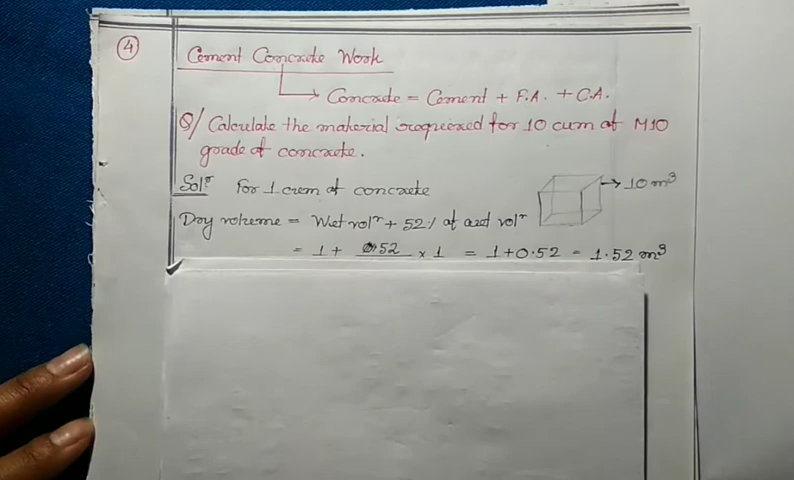 4
Cement Concrete Work
Concrete = Cement + F.A. + C.A.
Q/ Calculate the material required for 10 cum of M10
grade of concrete.
Solⁿ For 1 cum of concrete
→ 10 m³
Dry volume = Wet volⁿ + 52% of wet volⁿ
= 1 + 0.52 × 1 = 1+0.52 = 1.52 m³